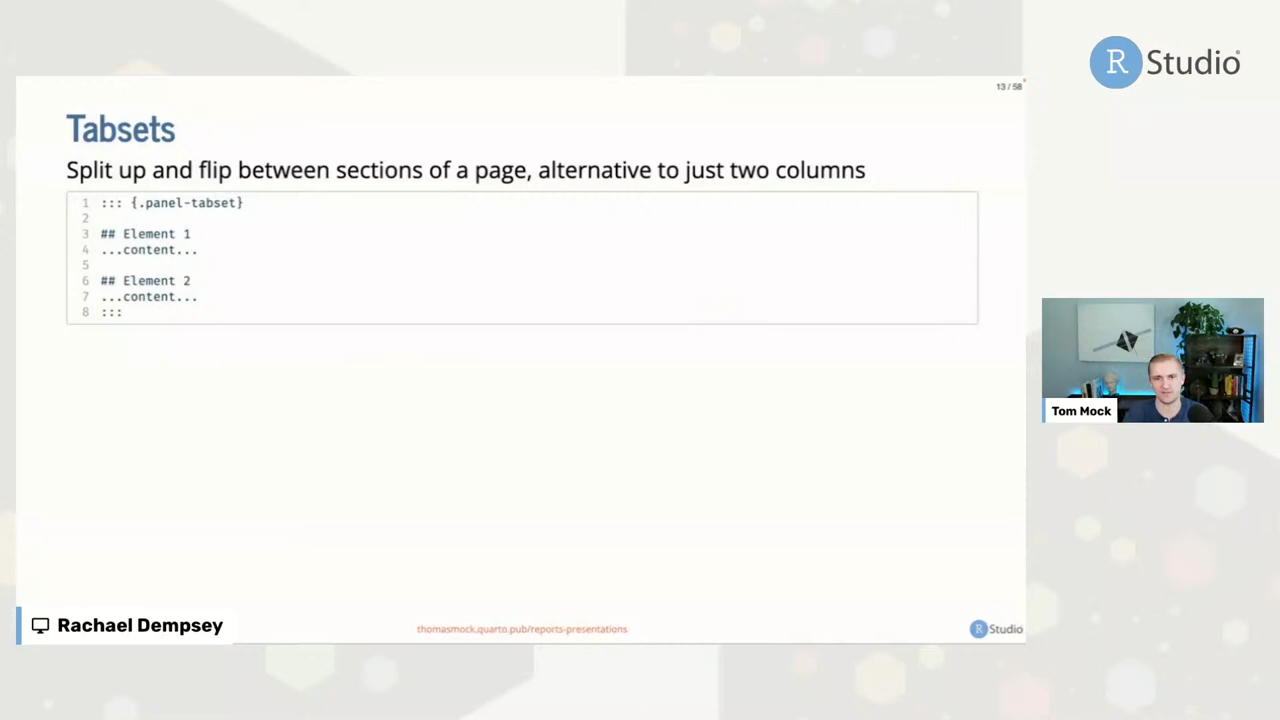 R Studio
13 / 58
Tabsets
Split up and flip between sections of a page, alternative to just two columns
1 ::: {.panel-tabset}
2
3 ## Element 1
4 ...content...
5
6 ## Element 2
7 ...content...
8 :::
Tom Mock
Rachael Dempsey
thomasmock.quarto.pub/reports-presentations
R Studio